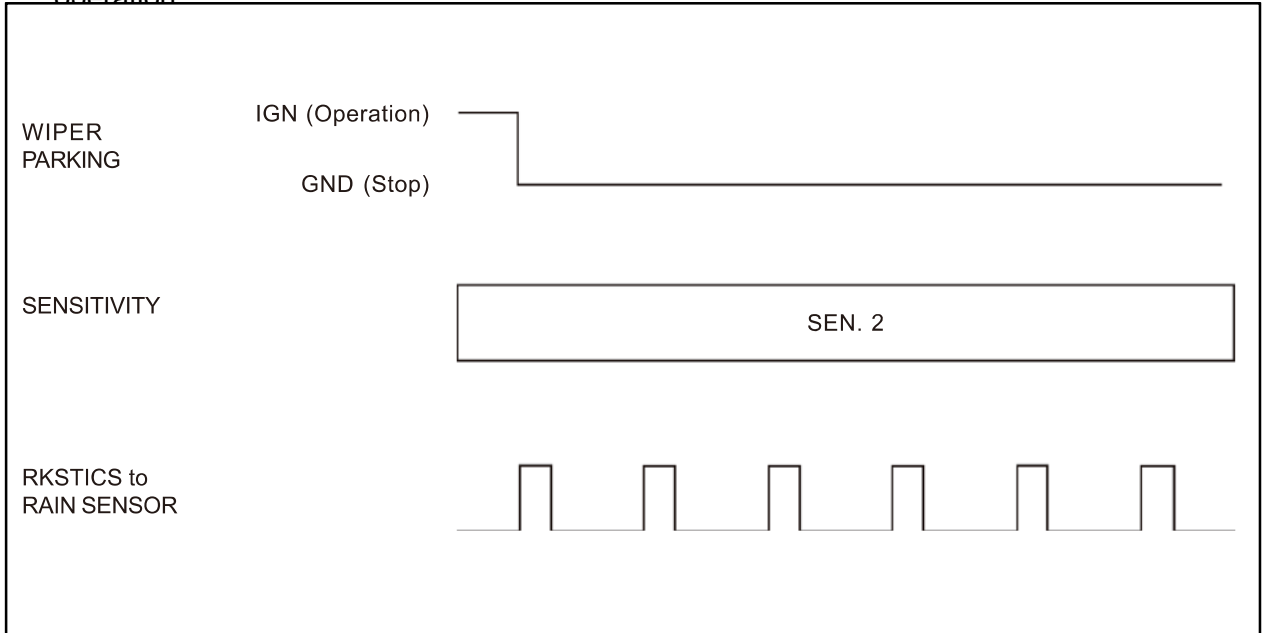 WIPER
PARKING
IGN (Operation)
GND (Stop)
SENSITIVITY
SEN. 2
RKSTICS to
RAIN SENSOR